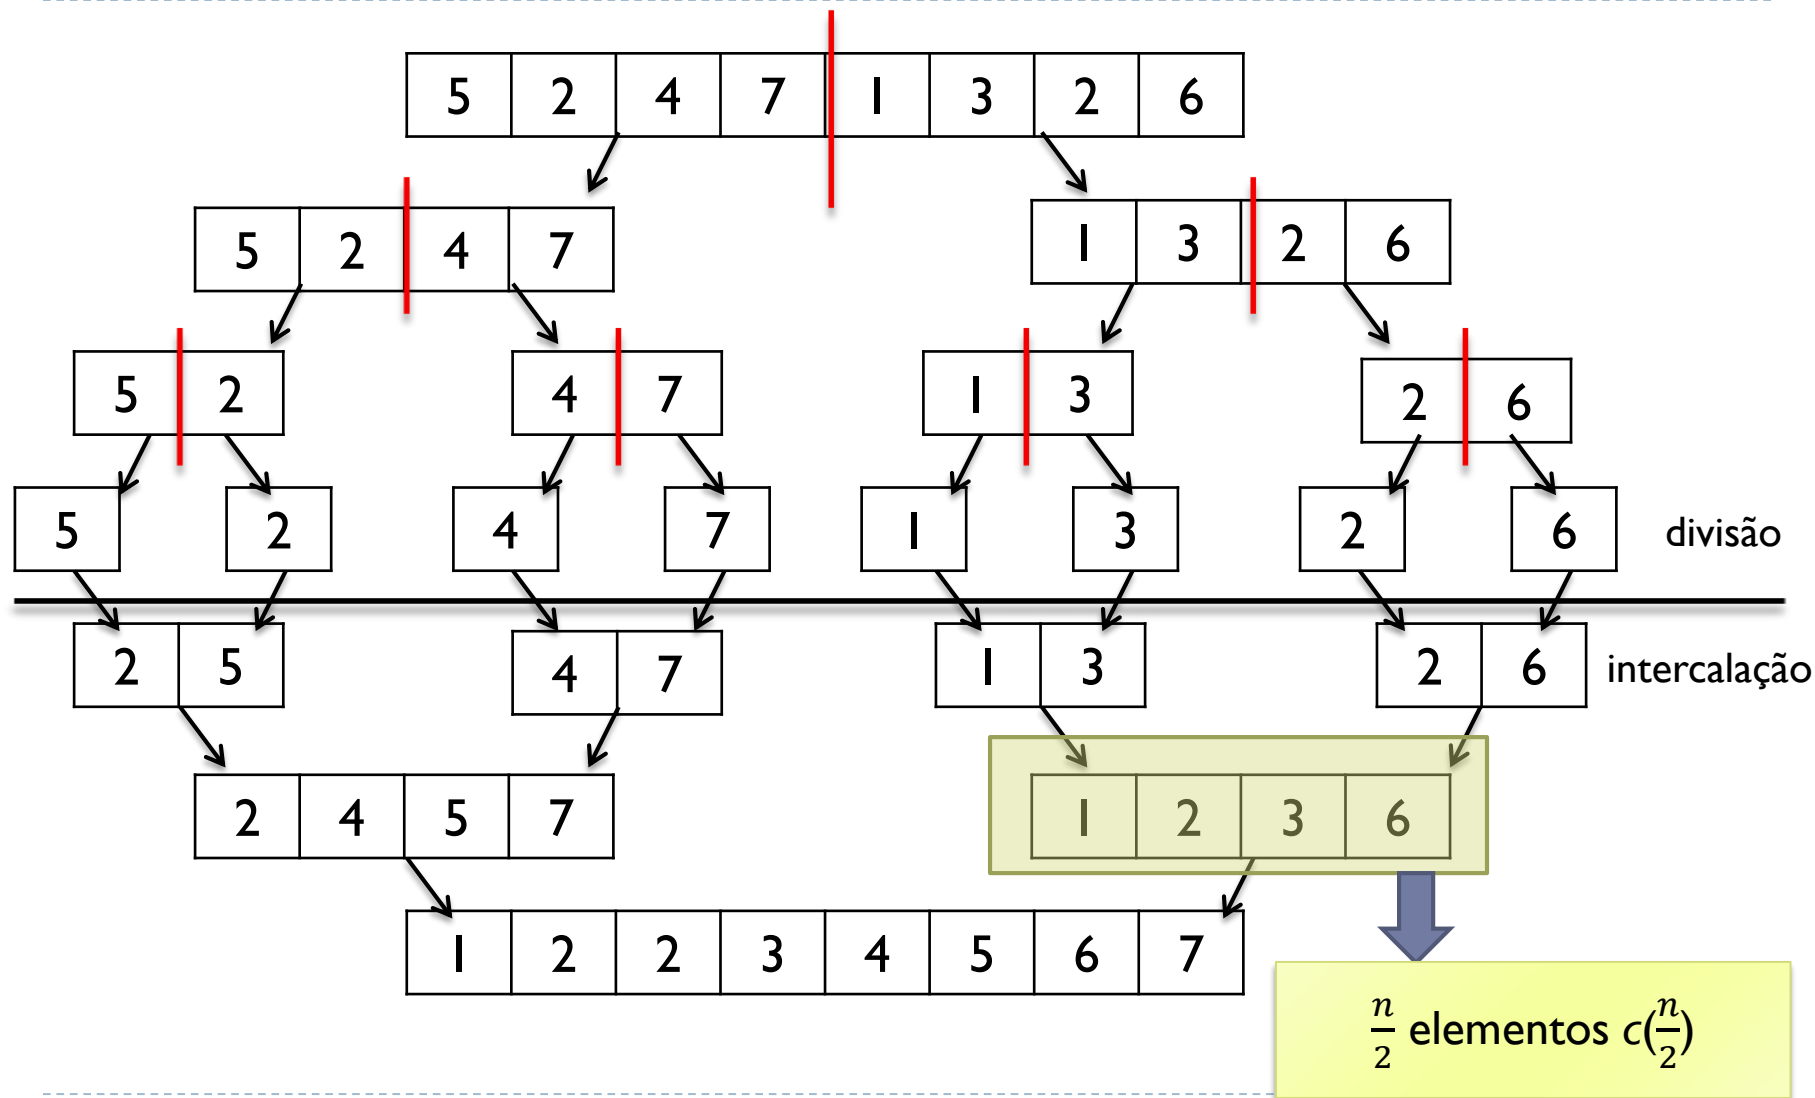 5 2 4 7 1 3 2 6
5 2 4 7 1 3 2 6
5 2 4 7 1 3 2 6
5 2 4 7 1 3 2 6 divisão
2 5 4 7 1 3 2 6 intercalação
2 4 5 7 1 2 3 6
1 2 2 3 4 5 6 7
n/2 elementos c(n/2)